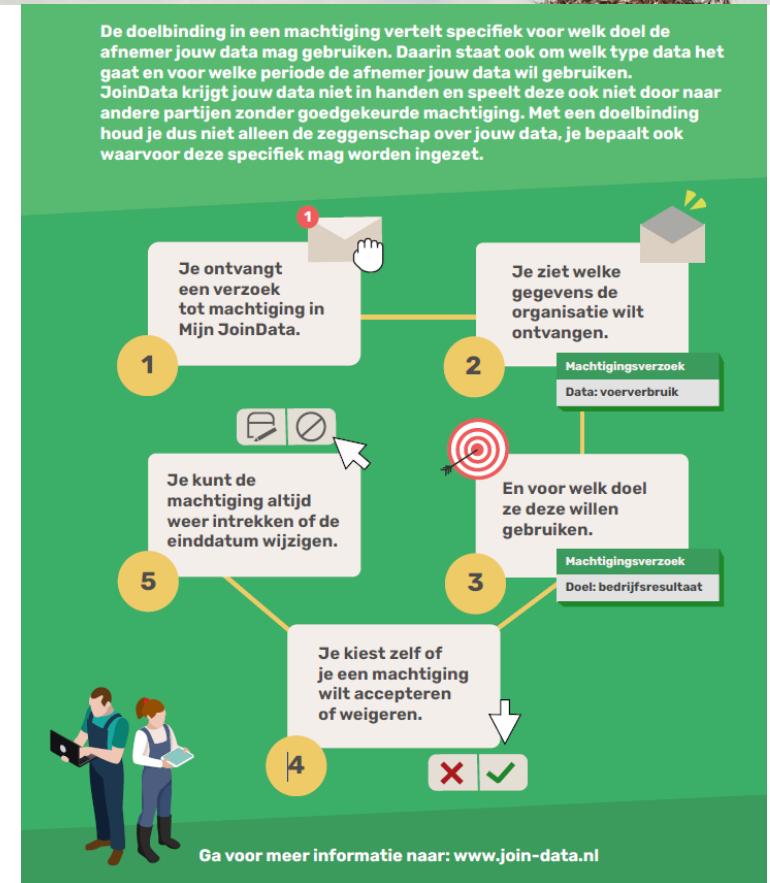 De doelbinding in een machtiging vertelt specifiek voor welk doel de
afnemer jouw data mag gebruiken. Daarin staat ook om welk type data het
gaat en voor welke periode de afnemer jouw data wil gebruiken.
JoinData krijgt jouw data niet in handen en speelt deze ook niet door naar
andere partijen zonder goedgekeurde machtiging. Met een doelbinding
houd je dus niet alleen de zeggenschap over jouw data, je bepaalt ook
waarvoor deze specifiek mag worden ingezet.
1
Je ontvangt
een verzoek
tot machtiging in
Mijn JoinData.
1
Je ziet welke
gegevens de
organisatie wilt
ontvangen.
2
Machtigingsverzoek
Data: voerverbruik
En voor welk doel
ze deze willen
gebruiken.
3
Machtigingsverzoek
Doel: bedrijfsresultaat
Je kiest zelf of
je een machtiging
wilt accepteren
of weigeren.
4
Je kunt de
machtiging altijd
weer intrekken of de
einddatum wijzigen.
5
Ga voor meer informatie naar: www.join-data.nl